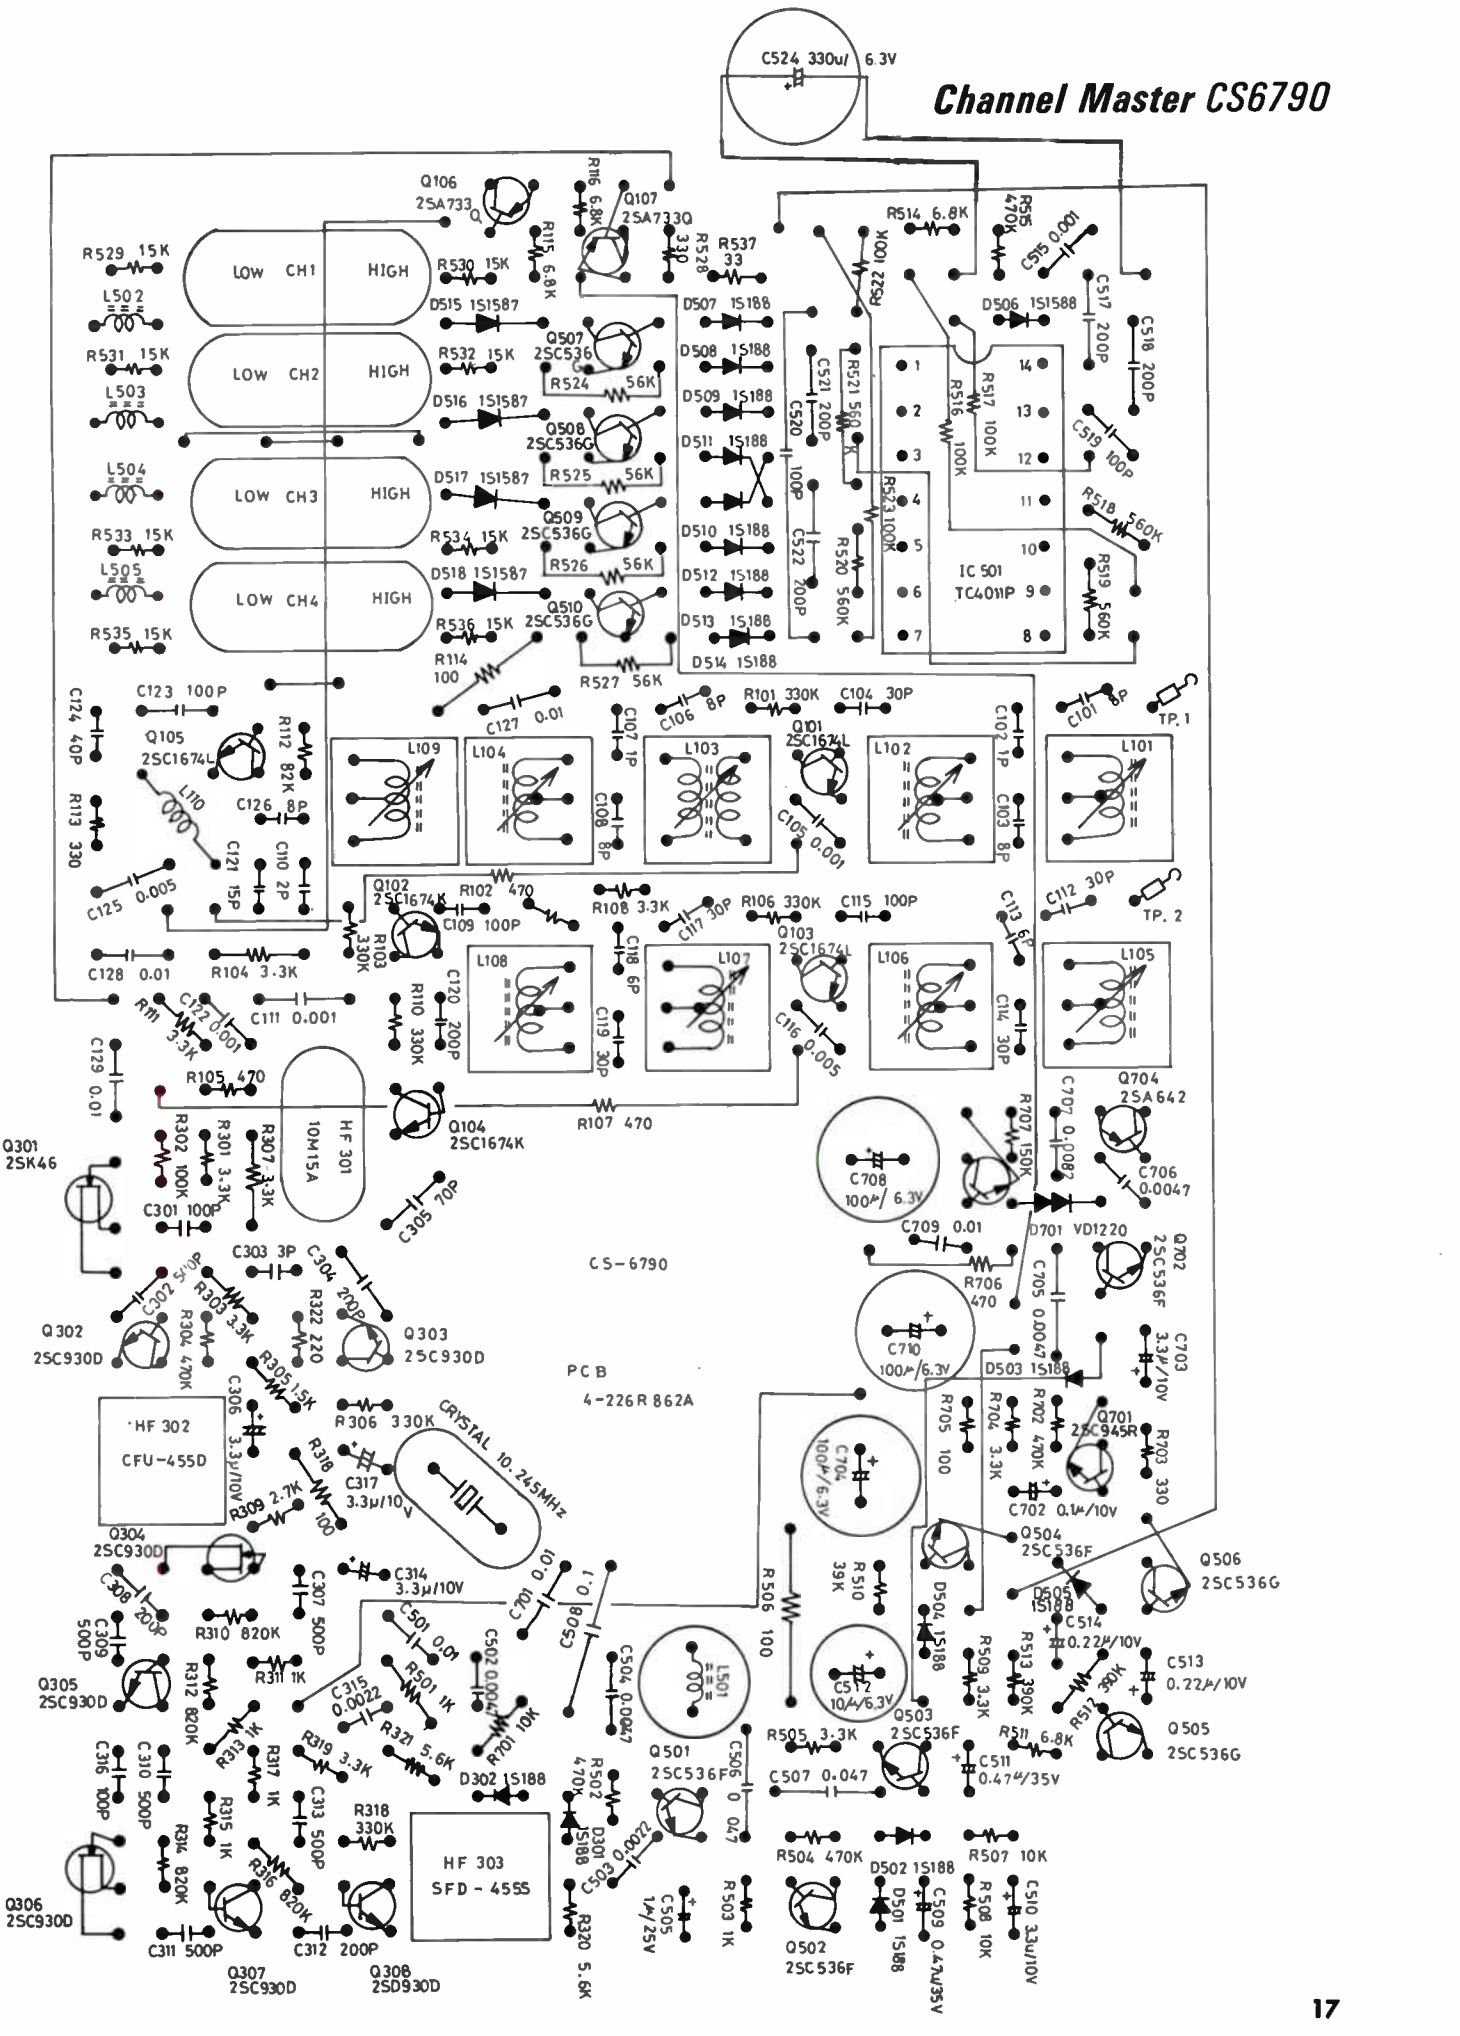 C524 330u/ 6.3V
Channel Master CS6790
Q106
2SA733
Q
R116 6.8K
Q107
2SA733Q
R115 6.8K
330
R528
R537
33
R522 100K
R514 6.8K
R515
470K
C515 0.001
R529 15K
LOW CH1 HIGH
R530 15K
L502
D515 1S1587
D507 1S188
D506 1S1588
C517 200P
C518 200P
Q507
2SC536
G
R531 15K
LOW CH2 HIGH
R532 15K
R524 56K
D508 1S188
C521 200P
R521 560K
1
14
R516 100K
R517 100K
L503
D516 1S1587
D509 1S188
C520 100P
2
13
C519 100P
Q508
2SC536G
D511 1S188
3
12
L504
LOW CH3 HIGH
D517 1S1587
R525 56K
R523 100K
4
11
R518 560K
Q509
2SC536G
R533 15K
R534 15K
D510 1S188
C522 200P
R520 560K
5
10
L505
D518 1S1587
R526 56K
D512 1S188
IC 501
TC4011P
R519 560K
LOW CH4 HIGH
Q510
2SC536G
6
9
R535 15K
R536 15K
D513 1S188
7
8
R114
100
D514 1S188
R527 56K
C124 40P
C123 100P
C127 0.01
C107 1P
C106 8P
R101 330K
C104 30P
C102 1P
C101 8P
TP.1
Q105
2SC1674L
R112 82K
Q101
2SC1674L
L109
L104
L103
L102
L101
L110
R113 330
C126 8P
C108 8P
C105 0.001
C103 8P
C121 15P
C110 2P
C125 0.005
Q102
2SC1674K
R102 470
R108 3.3K
C117 30P
R106 330K
C115 100P
C113 6P
C112 30P
TP. 2
C109 100P
R103
330K
Q103
2SC1674L
C128 0.01
R104 3.3K
C118 6P
L108
L107
L106
L105
R111 3.3K
C122 0.001
C111 0.001
R110 330K
C120 200P
C119 30P
C116 0.005
C114 30P
C129 0.01
R105 470
HF 301
10M15A
Q104
2SC1674K
R107 470
R707 150K
C707 0.0082
Q704
2SA642
Q301
2SK46
R302 100K
R301 3.3K
R307 3.3K
C708
100µ/ 6.3V
C706
0.0047
C301 100P
C305 70P
D701 VD1220
C709 0.01
Q702
2SC536F
C303 3P
C304 200P
CS-6790
R706
470
C705 0.0047
C302 500P
R303 3.3K
Q302
2SC930D
R304 470K
R322 220
Q303
2SC930D
C710
100µ/6.3V
C703
3.3µ/10V
D503 1S188
R305 1.5K
PCB
4-226R 862A
C306
3.3µ/10V
R306 330K
CRYSTAL 10.245MHz
HF 302
CFU-455D
R705 100
R704 3.3K
R702 470K
Q701
2SC945R
R703 330
R318
100
C317
3.3µ/10V
C704
100µ/6.3V
R309 2.7K
C702 0.1µ/10V
Q304
2SC930D
Q504
2SC536F
Q506
2SC536G
C308 200P
C307 500P
C314
3.3µ/10V
C701 0.01
C508 0.1
R506 100
R510
39K
D504 1S188
D505
1S188
C309
500P
R310 820K
C501 0.01
C514
0.22µ/10V
Q305
2SC930D
R311 1K
R312 820K
C315
0.0022
R501 1K
C502 0.0047
C504 0.0047
L501
C512
10µ/6.3V
R509 3.3K
R513 390K
R512 390K
C513
0.22µ/10V
R313 1K
R701 10K
Q503
2SC536F
R511
6.8K
Q505
2SC536G
R319 3.3K
R321 5.6K
Q501
2SC536F
R505 3.3K
C316 100P
C310 500P
R317 1K
D302 1S188
R502
470K
C506 0 047
C507 0.047
C511
0.47µ/35V
R315 1K
C313 500P
R318
330K
D301
1S188
R314 820K
R316 820K
HF 303
SFD - 455S
C503 0.0022
R504 470K
D502 1S188
R507 10K
Q306
2SC930D
C505
1µ/25V
R503 1K
D501 1S188
C509 0.47u/35V
R508 10K
C510 3.3u/10V
C311 500P
C312 200P
R320 5.6K
Q502
2SC536F
Q307
2SC930D
Q308
2SD930D
17